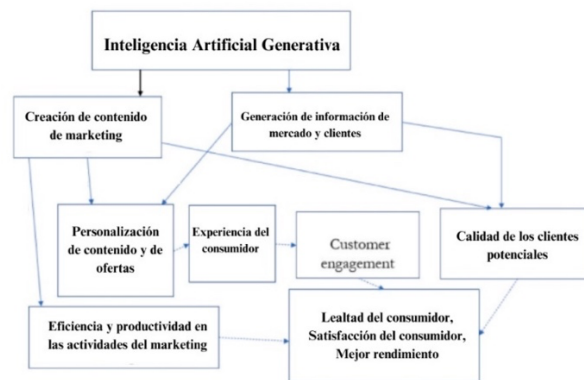 Inteligencia Artificial Generativa
Creación de contenido
de marketing
Generación de información de
mercado y clientes
Personalización
de contenido y de
ofertas
Experiencia del
consumidor
Customer
engagement
Calidad de los clientes
potenciales
Eficiencia y productividad en
las actividades del marketing
Lealtad del consumidor,
Satisfacción del consumidor,
Mejor rendimiento